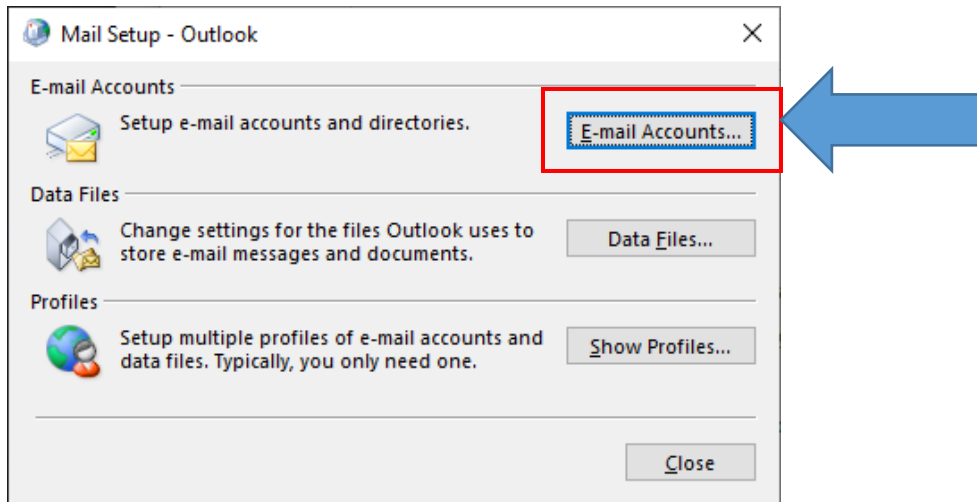 Mail Setup - Outlook
E-mail Accounts
Setup e-mail accounts and directories.
E-mail Accounts...
Data Files
Change settings for the files Outlook uses to
store e-mail messages and documents.
Data Files...
Profiles
Setup multiple profiles of e-mail accounts and
data files. Typically, you only need one.
Show Profiles...
Close